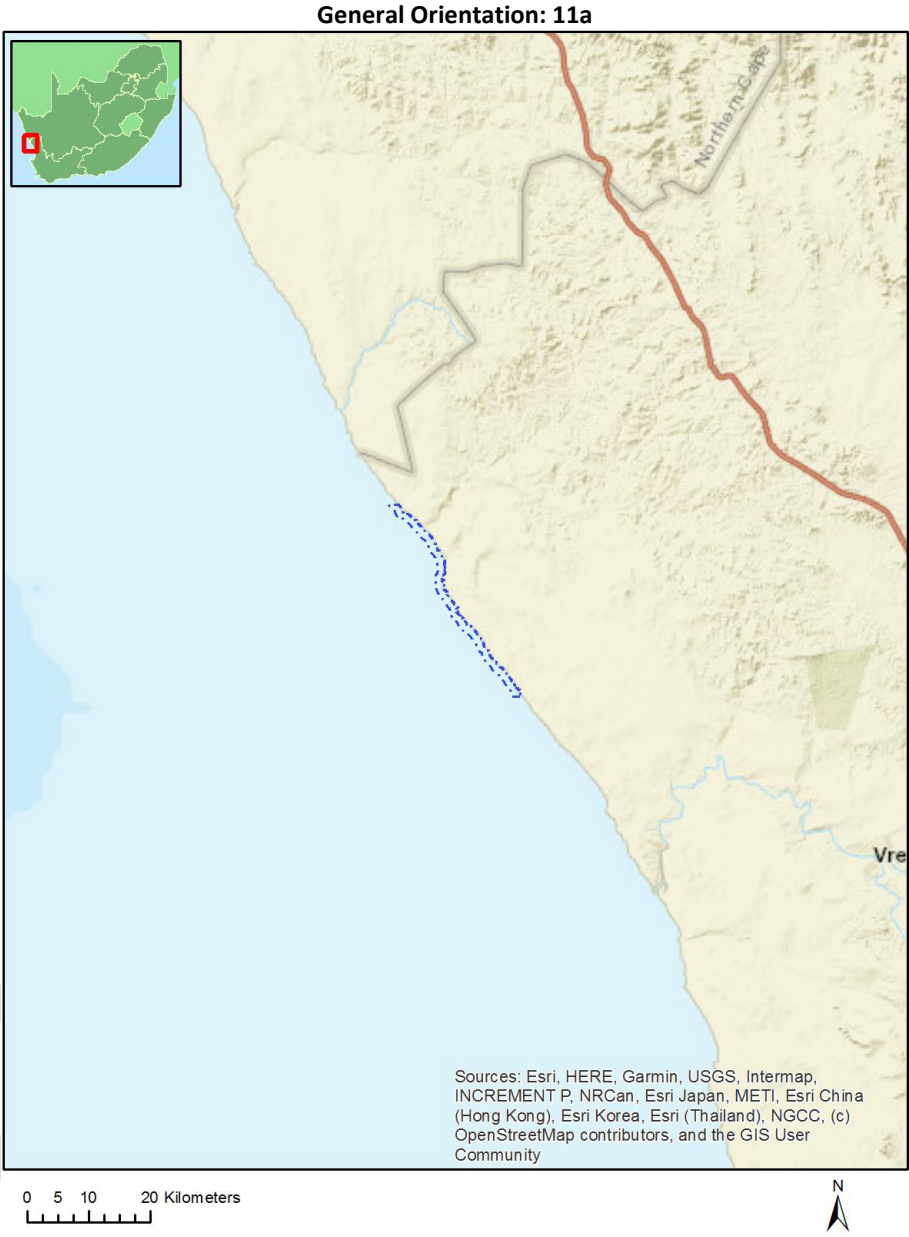 General Orientation: 11a
Northern Cape
Vre
Sources: Esri, HERE, Garmin, USGS, Intermap,
INCREMENT P, NRCan, Esri Japan, METI, Esri China
(Hong Kong), Esri Korea, Esri (Thailand), NGCC, (c)
OpenStreetMap contributors, and the GIS User
Community
0 5 10 20 Kilometers
N